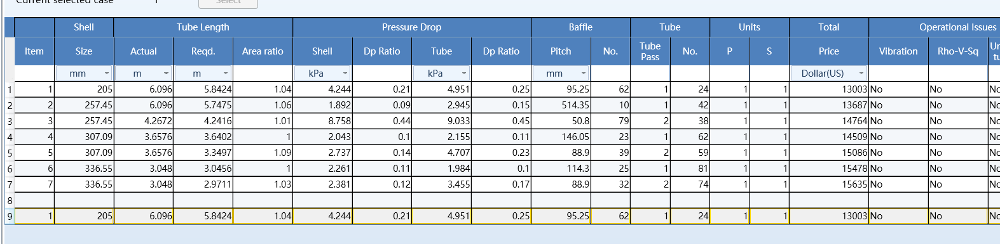 Current selected case 1 Select
Shell Tube Length Pressure Drop Baffle Tube Units Total Operational Issues
Item Size Actual Reqd. Area ratio Shell Dp Ratio Tube Dp Ratio Pitch No. Tube Pass No. P S Price Vibration Rho-V-Sq
mm m m kPa kPa mm Dollar(US)
1 1 205 6.096 5.8424 1.04 4.244 0.21 4.951 0.25 95.25 62 1 24 1 1 13003 No No No
2 2 257.45 6.096 5.7475 1.06 1.892 0.09 2.945 0.15 514.35 10 1 42 1 1 13687 No No No
3 3 257.45 4.2672 4.2416 1.01 8.758 0.44 9.033 0.45 50.8 79 2 38 1 1 14764 No No No
4 4 307.09 3.6576 3.6402 1 2.043 0.1 2.155 0.11 146.05 23 1 62 1 1 14509 No No No
5 5 307.09 3.6576 3.3497 1.09 2.737 0.14 4.707 0.23 88.9 39 2 59 1 1 15086 No No No
6 6 336.55 3.048 3.0456 1 2.261 0.11 1.984 0.1 114.3 25 1 81 1 1 15478 No No No
7 7 336.55 3.048 2.9711 1.03 2.381 0.12 3.455 0.17 88.9 32 2 74 1 1 15635 No No No
8
9 1 205 6.096 5.8424 1.04 4.244 0.21 4.951 0.25 95.25 62 1 24 1 1 13003 No No No